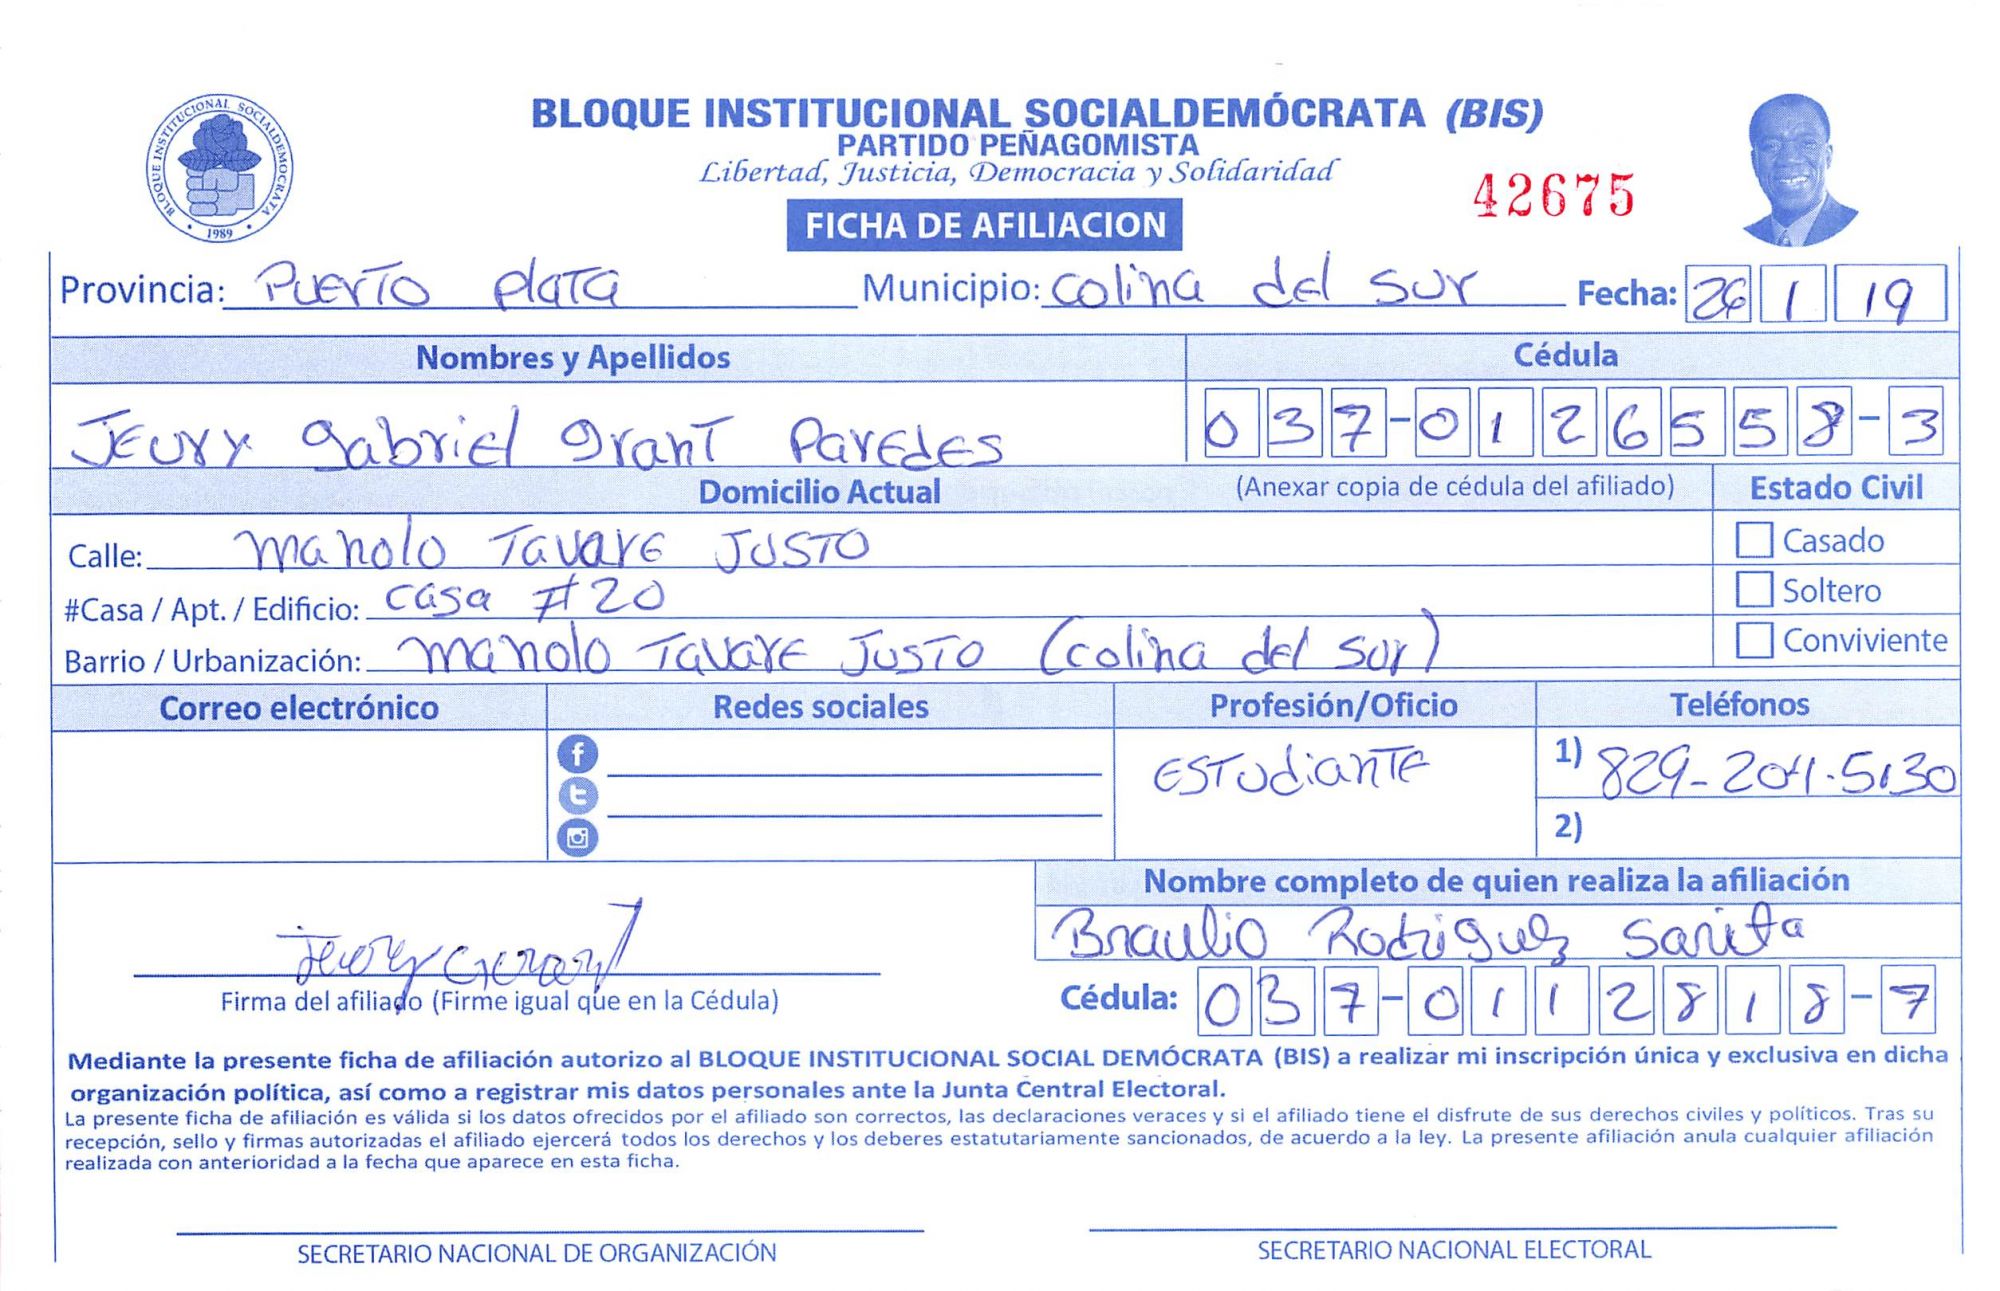 BLOQUE INSTITUCIONAL SOCIALDEMOCRATA
1989
BLOQUE INSTITUCIONAL SOCIALDEMÓCRATA (BIS)
PARTIDO PEÑAGOMISTA
Libertad, Justicia, Democracia y Solidaridad
42675
FICHA DE AFILIACION
Provincia: Puerto Plata Municipio: Colina del sur Fecha: 26 1 19
Nombres y Apellidos Cédula
Jeury gabriel grant Paredes 037-0126558-3
Domicilio Actual (Anexar copia de cédula del afiliado) Estado Civil
Calle: Manolo Tavare Justo Casado
#Casa / Apt. / Edificio: Casa #20 Soltero
Barrio / Urbanización: Manolo Tavare Justo (colina del sur) Conviviente
Correo electrónico Redes sociales Profesión/Oficio Teléfonos
Estudiante 1) 829-204-5130
2)
Nombre completo de quien realiza la afiliación
Braulio Rodriguez Sarita
Firma del afiliado (Firme igual que en la Cédula) Cédula: 037-0112818-7
Mediante la presente ficha de afiliación autorizo al BLOQUE INSTITUCIONAL SOCIAL DEMÓCRATA (BIS) a realizar mi inscripción única y exclusiva en dicha
organización política, así como a registrar mis datos personales ante la Junta Central Electoral.
La presente ficha de afiliación es válida si los datos ofrecidos por el afiliado son correctos, las declaraciones veraces y si el afiliado tiene el disfrute de sus derechos civiles y políticos. Tras su
recepción, sello y firmas autorizadas el afiliado ejercerá todos los derechos y los deberes estatutariamente sancionados, de acuerdo a la ley. La presente afiliación anula cualquier afiliación
realizada con anterioridad a la fecha que aparece en esta ficha.
SECRETARIO NACIONAL DE ORGANIZACIÓN SECRETARIO NACIONAL ELECTORAL